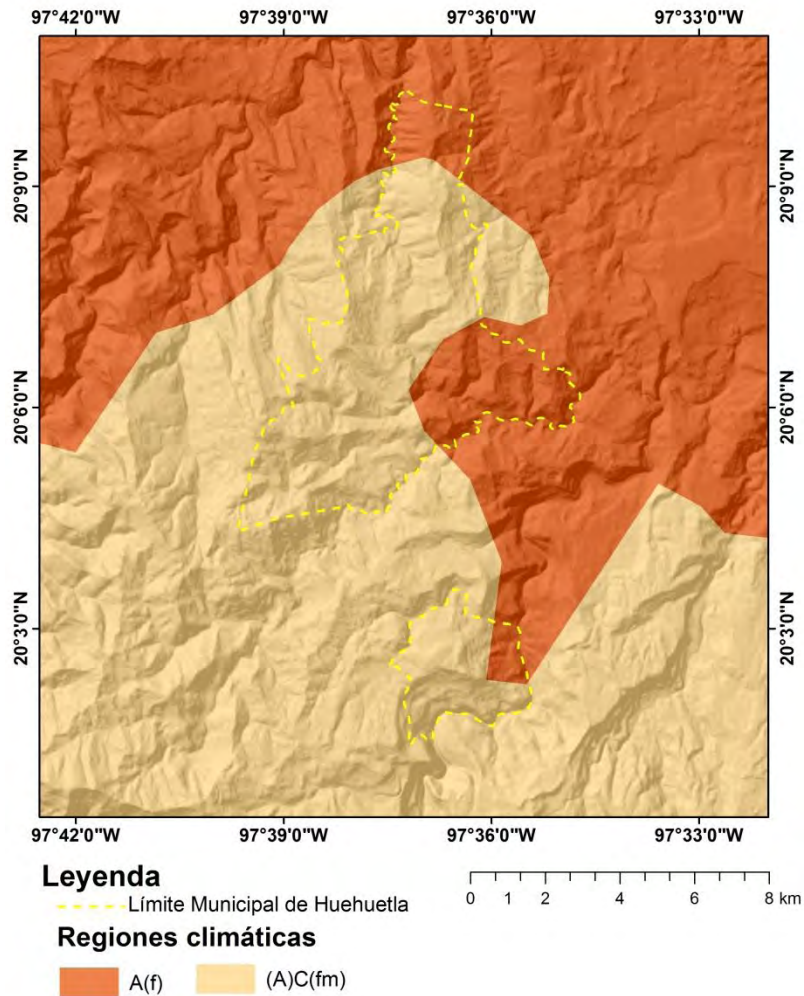 97°42'0"W 97°39'0"W 97°36'0"W 97°33'0"W
20°9'0"N 20°9'0"N
20°6'0"N 20°6'0"N
20°3'0"N 20°3'0"N
97°42'0"W 97°39'0"W 97°36'0"W 97°33'0"W
Leyenda
Límite Municipal de Huehuetla
0 1 2 4 6 8 km
Regiones climáticas
A(f) (A)C(fm)